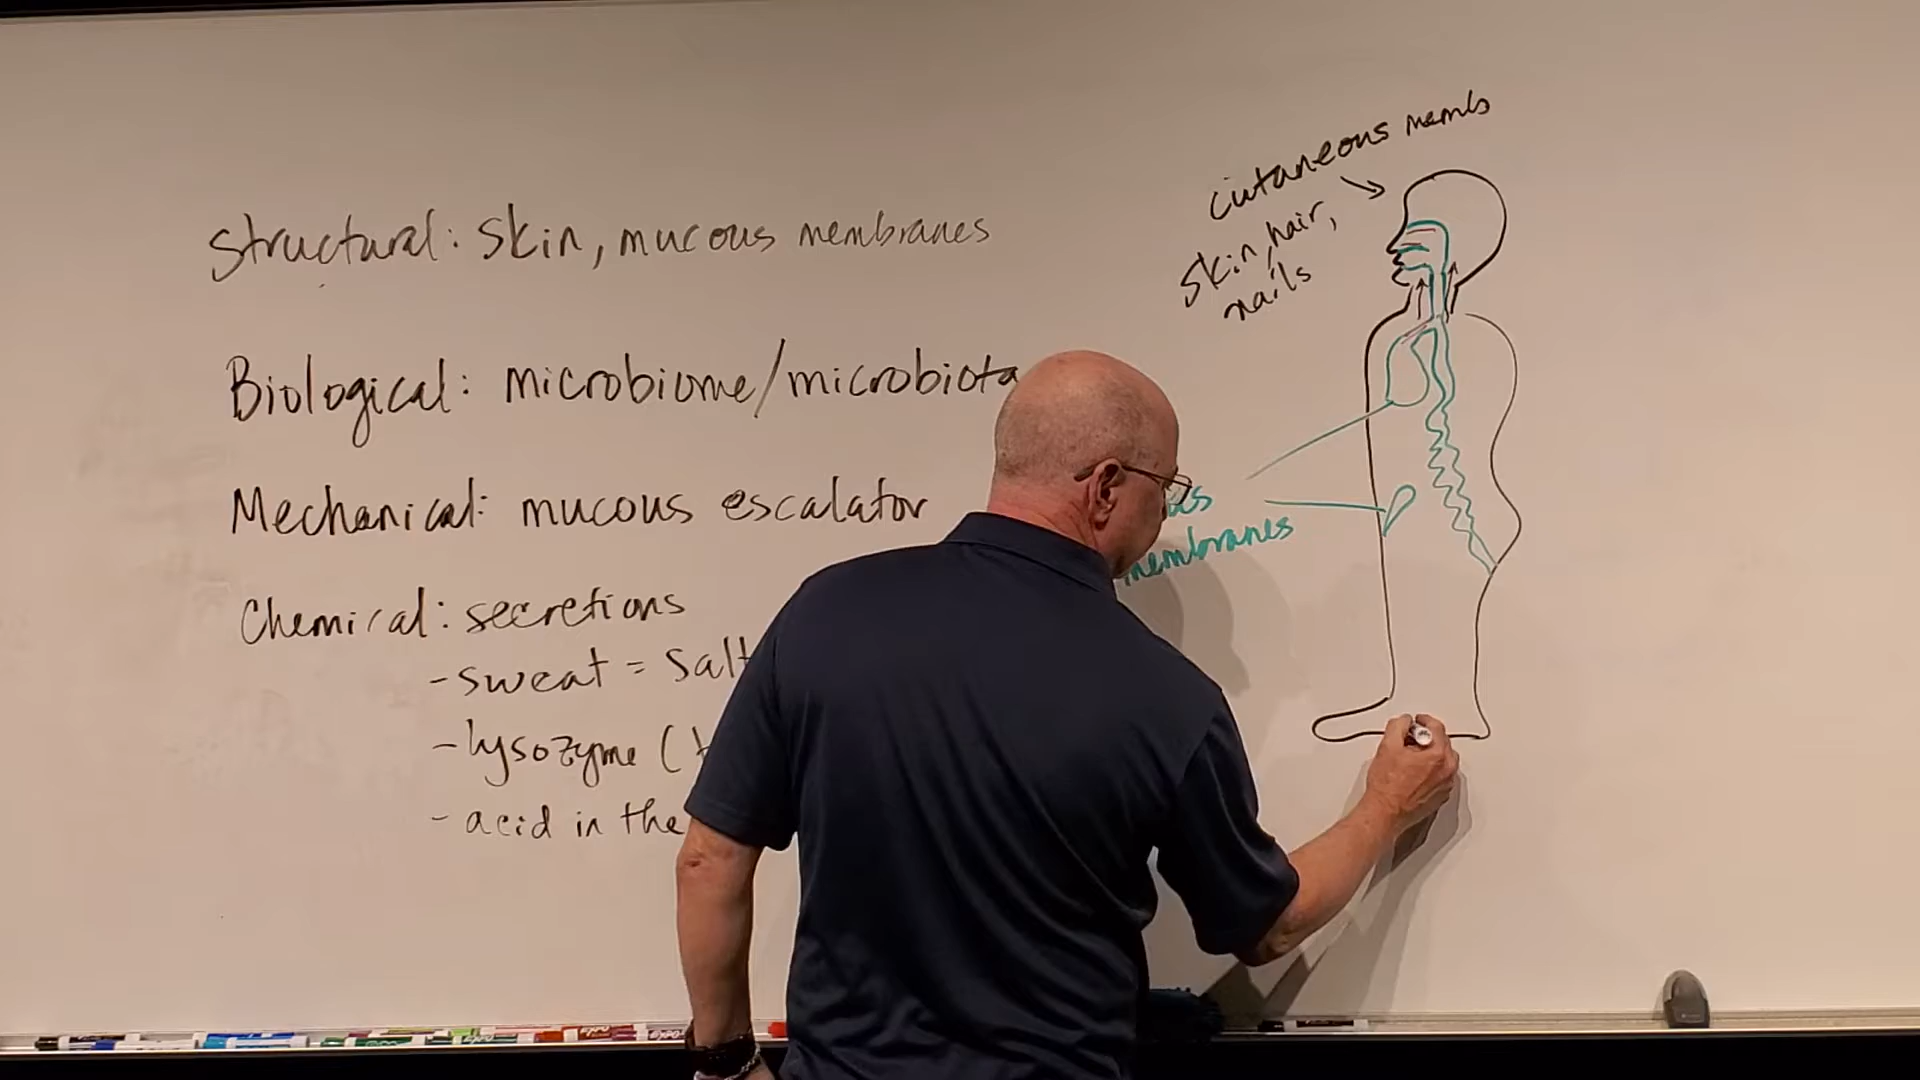 Structural: skin, mucous membranes
Biological: microbiome/microbiota
Mechanical: mucous escalator
Chemical: secretions
- sweat = salt
- lysozyme (t
- acid in the
cutaneous memb
skin, hair,
nails
membranes